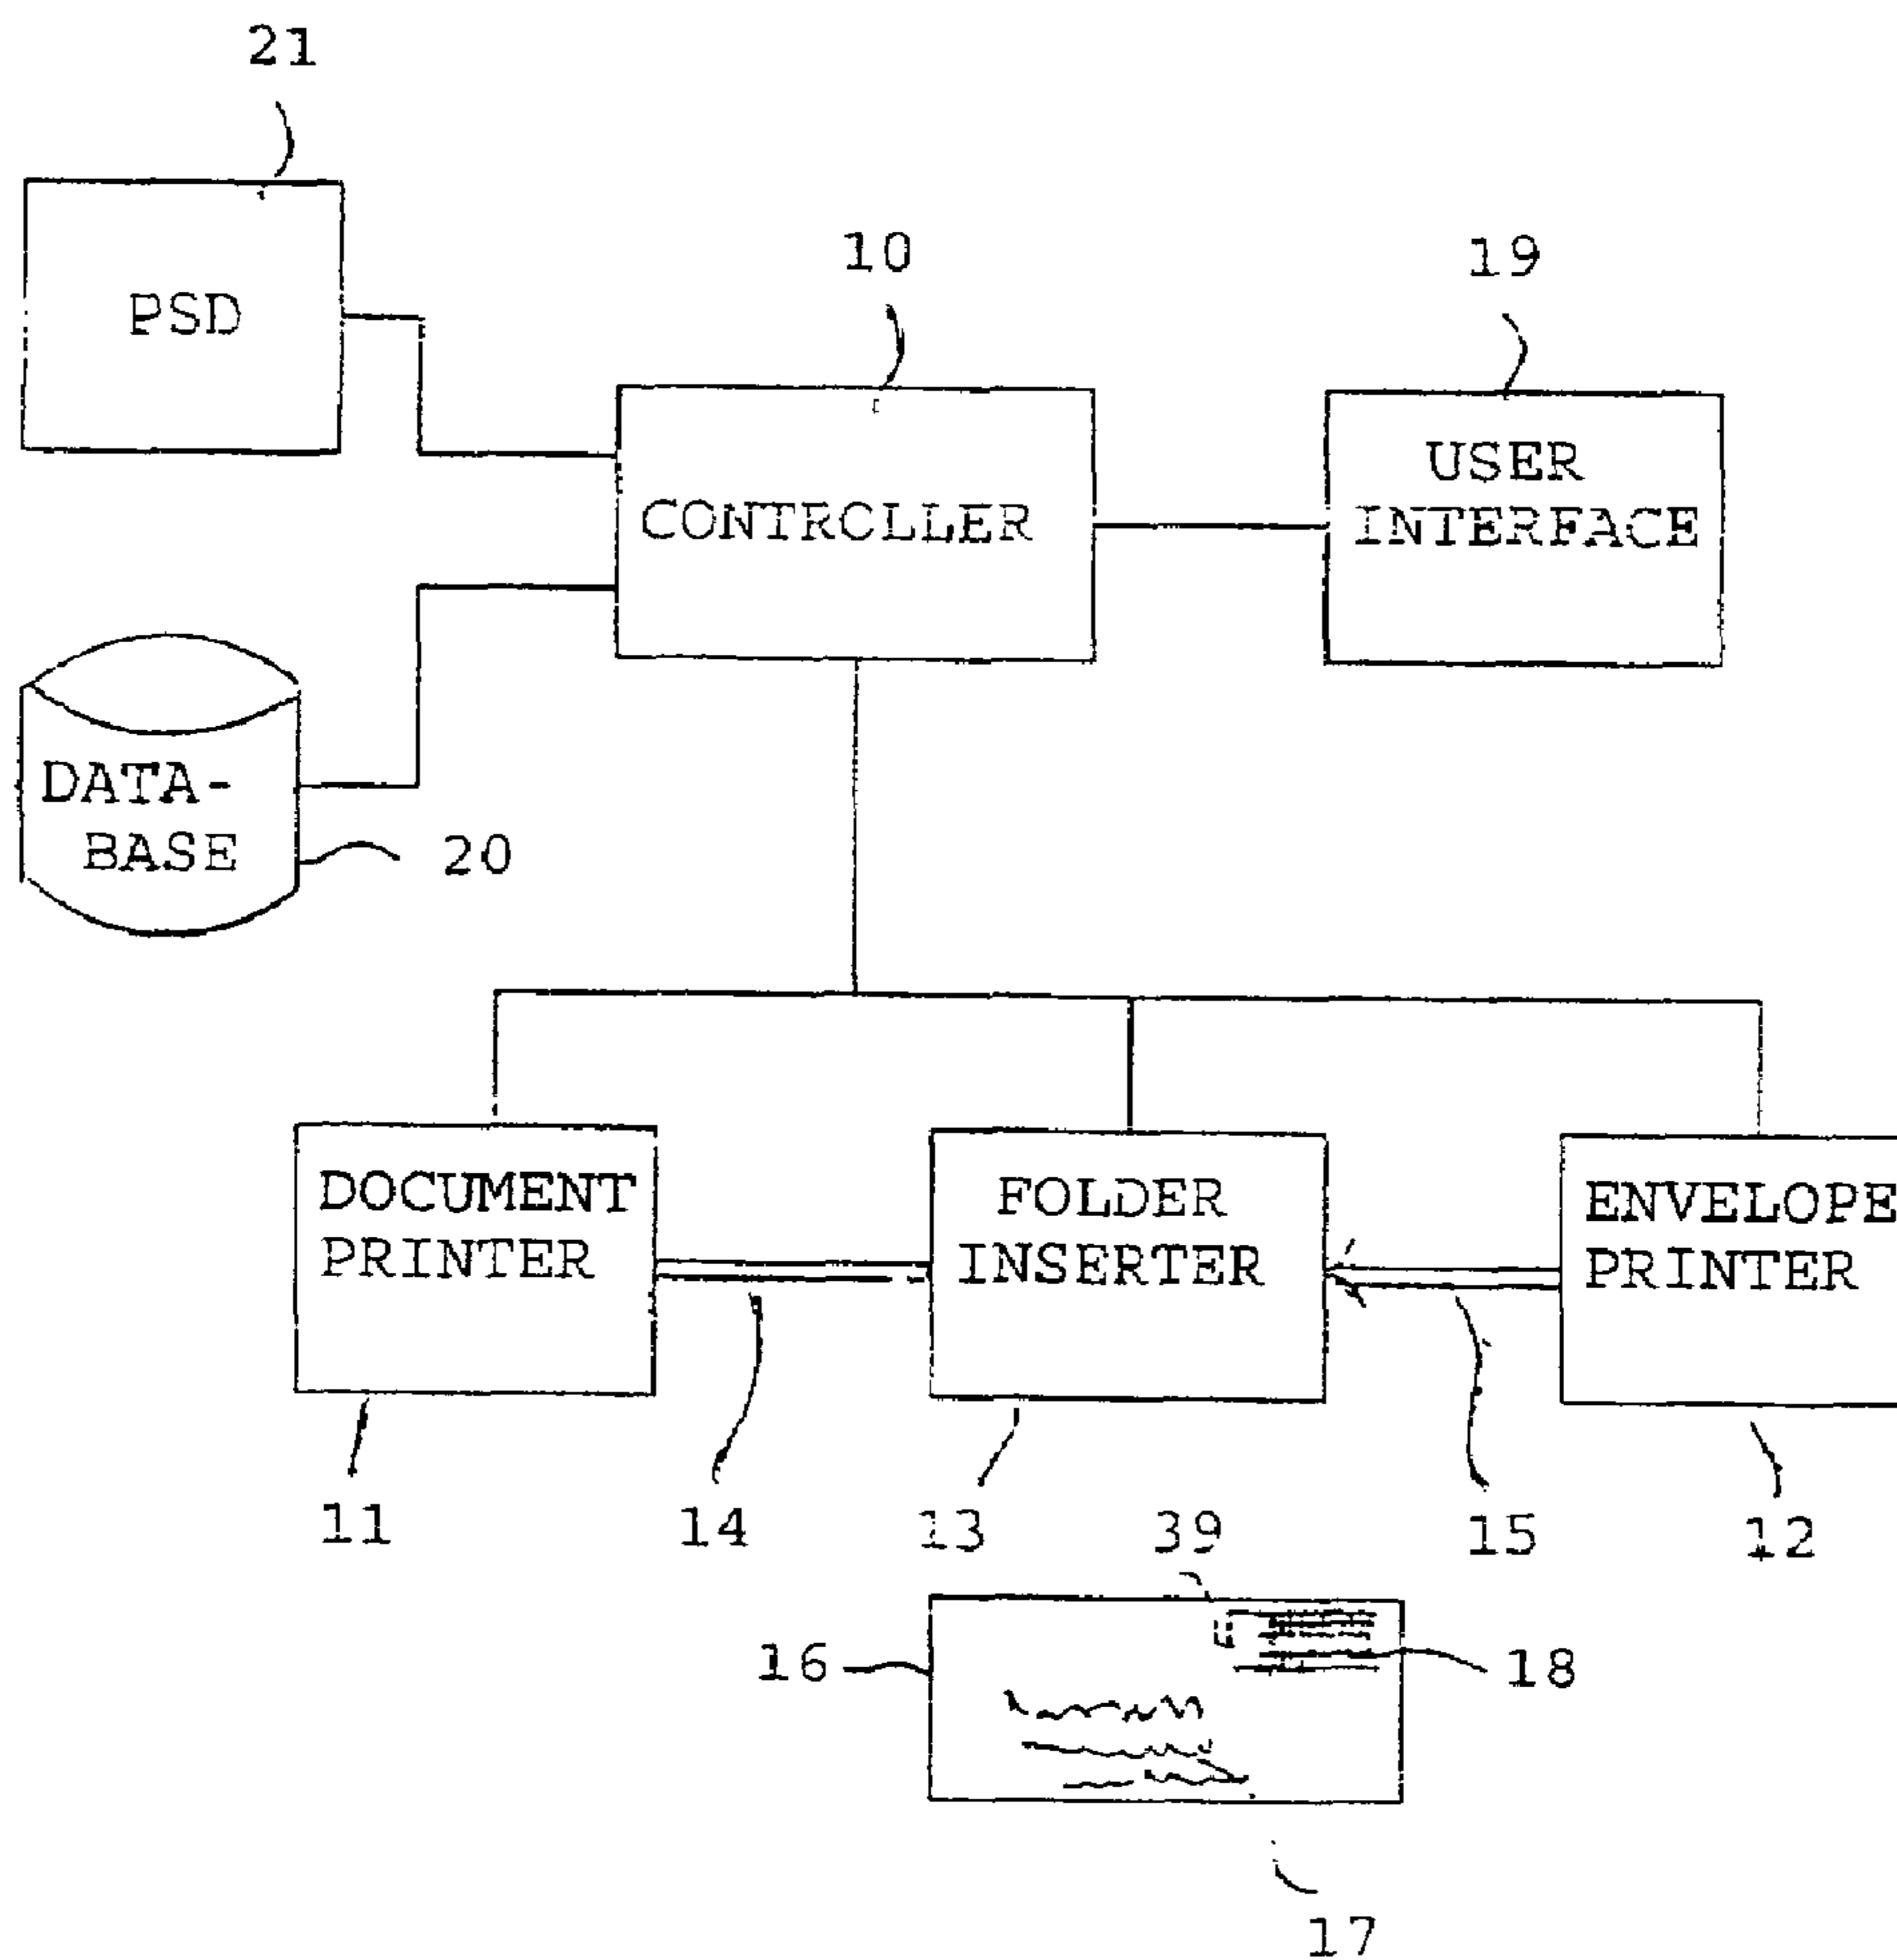 21
PSD
10
19
CONTROLLER
USER
INTERFACE
DATA-
BASE
20
DOCUMENT
PRINTER
FOLDER
INSERTER
ENVELOPE
PRINTER
11
14
13
39
15
12
16
18
17